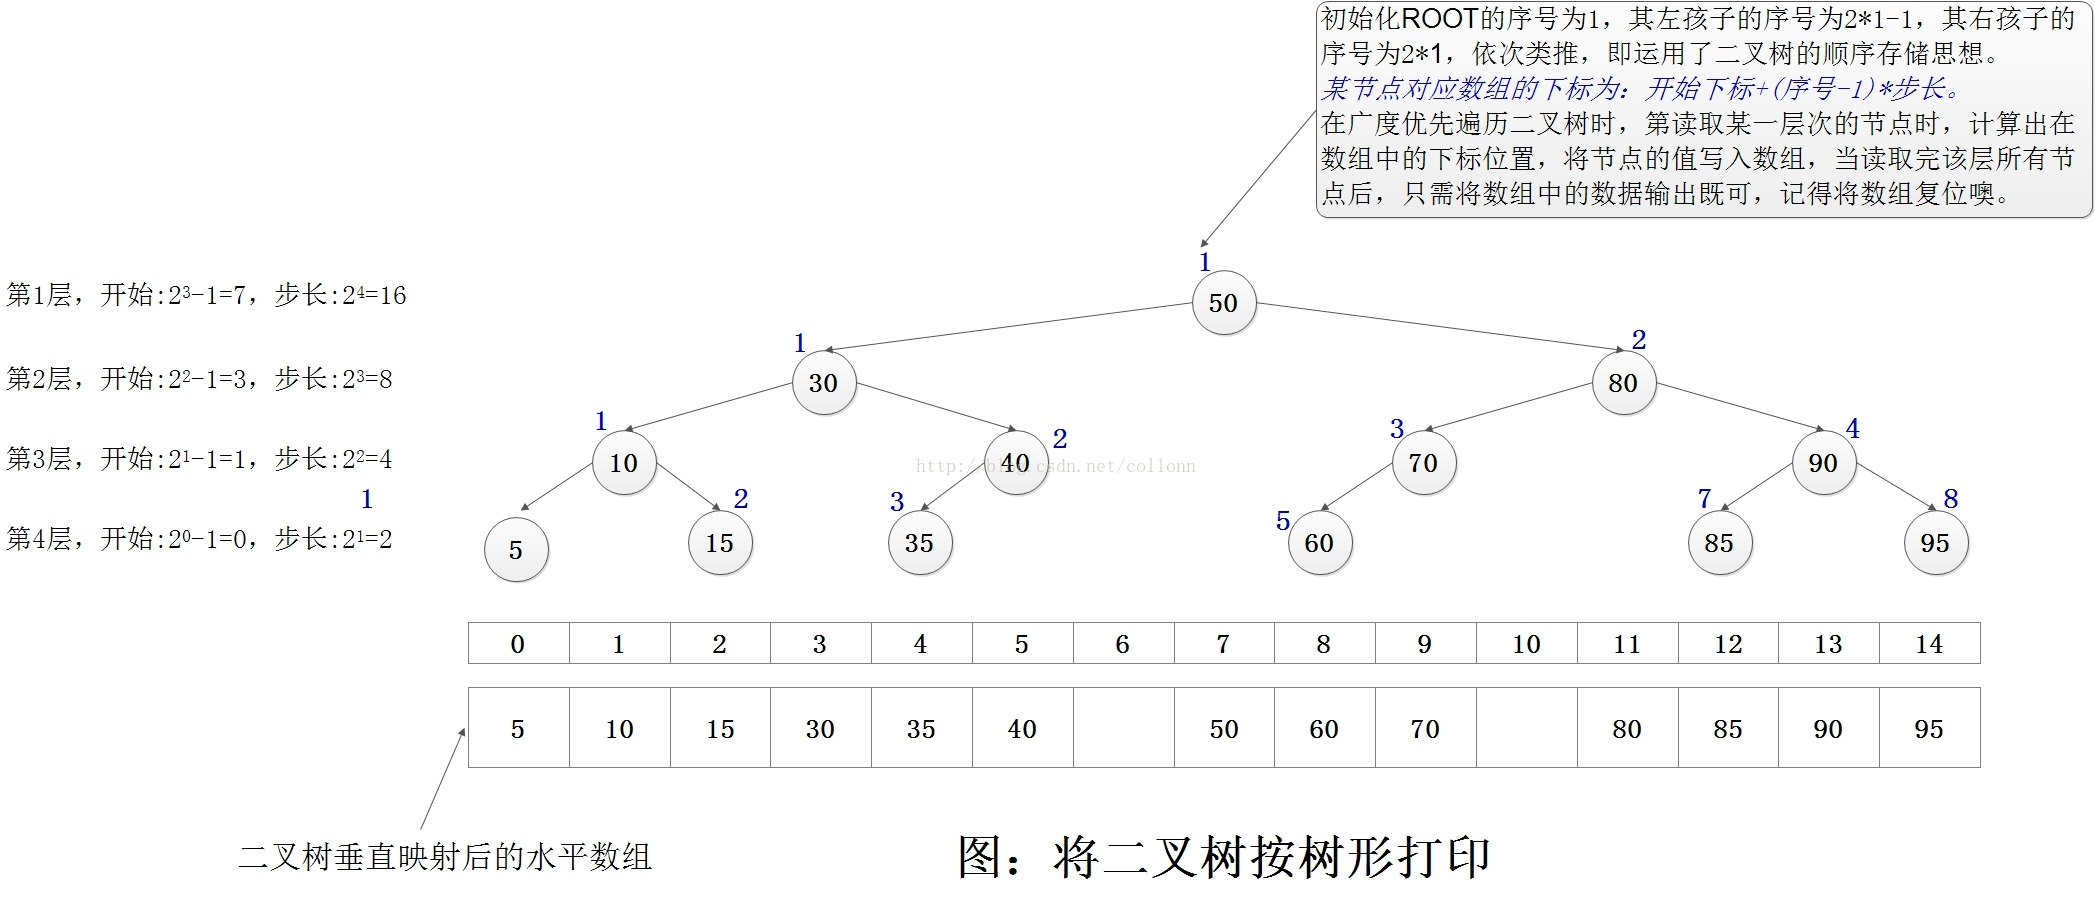 初始化ROOT的序号为1，其左孩子的序号为2*1-1，其右孩子的
序号为2*1，依次类推，即运用了二叉树的顺序存储思想。
某节点对应数组的下标为：开始下标+(序号-1)*步长。
在广度优先遍历二叉树时，第读取某一层次的节点时，计算出在
数组中的下标位置，将节点的值写入数组，当读取完该层所有节
点后，只需将数组中的数据输出既可，记得将数组复位噢。
1
第1层，开始:2³-1=7，步长:2⁴=16
50
1
2
第2层，开始:2²-1=3，步长:2³=8
30
80
1
2
3
4
第3层，开始:2¹-1=1，步长:2²=4
10
40
70
90
http://blog.csdn.net/collonn
1
2
3
5
7
8
第4层，开始:2⁰-1=0，步长:2¹=2
5
15
35
60
85
95
0 1 2 3 4 5 6 7 8 9 10 11 12 13 14
5 10 15 30 35 40 50 60 70 80 85 90 95
二叉树垂直映射后的水平数组
图：将二叉树按树形打印